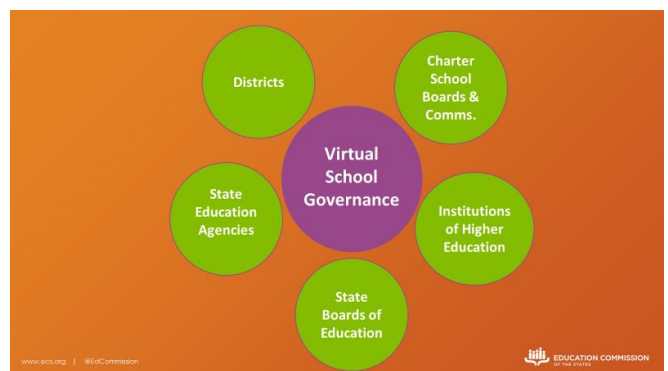 Districts
Charter
School
Boards &
Comms.
Virtual
School
Governance
State
Education
Agencies
Institutions
of Higher
Education
State
Boards of
Education
www.ecs.org | @EdCommission
EDUCATION COMMISSION
OF THE STATES